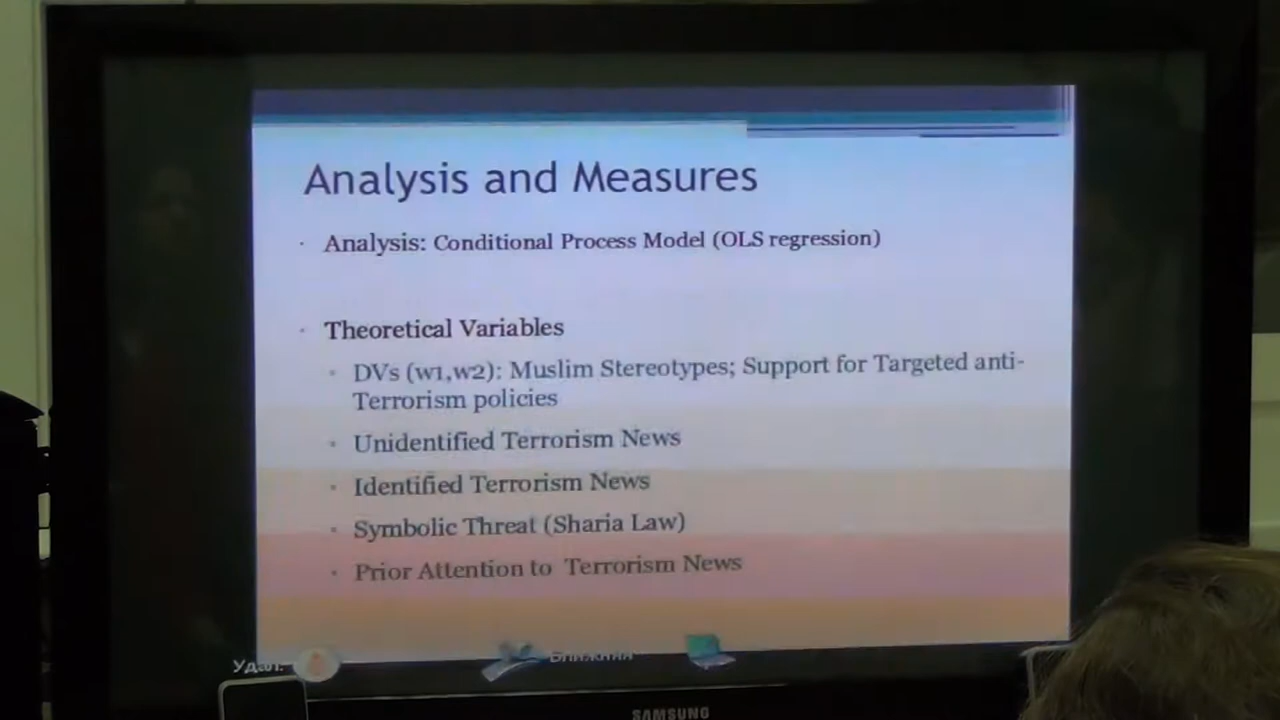 Analysis and Measures
Analysis: Conditional Process Model (OLS regression)
Theoretical Variables
DVs (w1,w2): Muslim Stereotypes; Support for Targeted anti-
Terrorism policies
Unidentified Terrorism News
Identified Terrorism News
Symbolic Threat (Sharia Law)
Prior Attention to Terrorism News
SAMSUNG